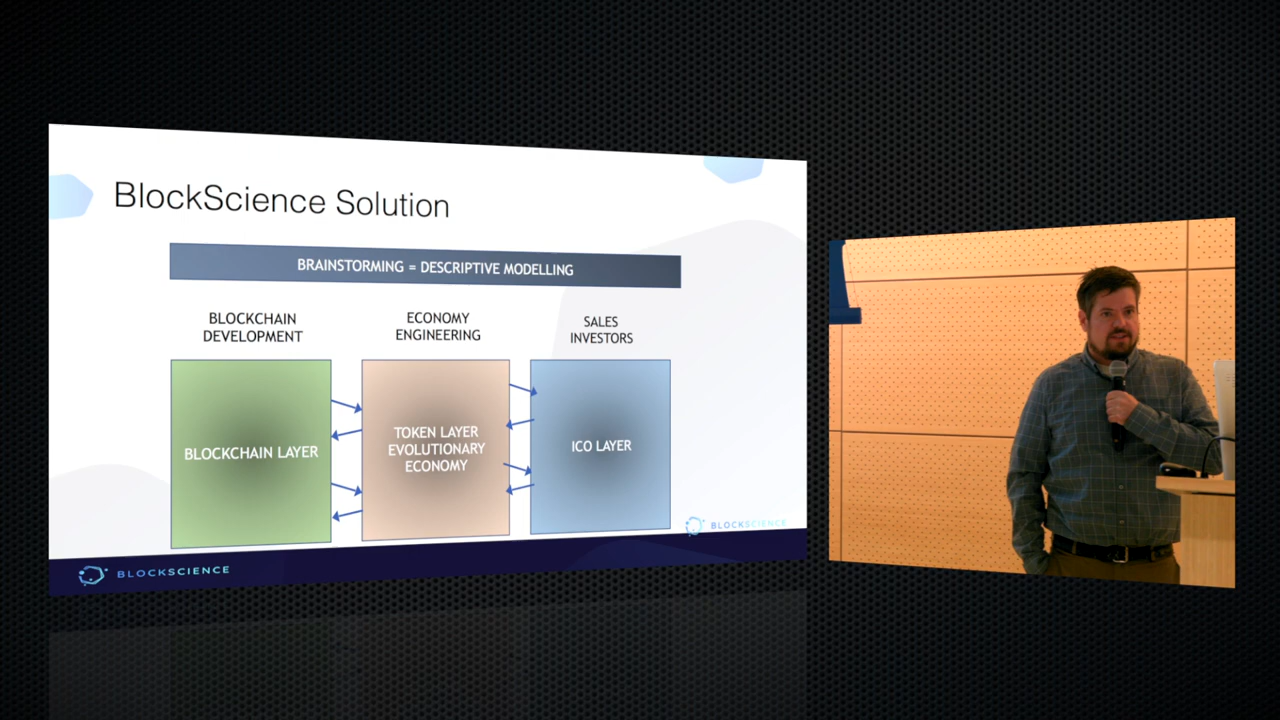 BlockScience Solution
BRAINSTORMING = DESCRIPTIVE MODELLING
BLOCKCHAIN
DEVELOPMENT
ECONOMY
ENGINEERING
SALES
INVESTORS
BLOCKCHAIN LAYER
TOKEN LAYER
EVOLUTIONARY
ECONOMY
ICO LAYER
BLOCKSCIENCE
BLOCKSCIENCE